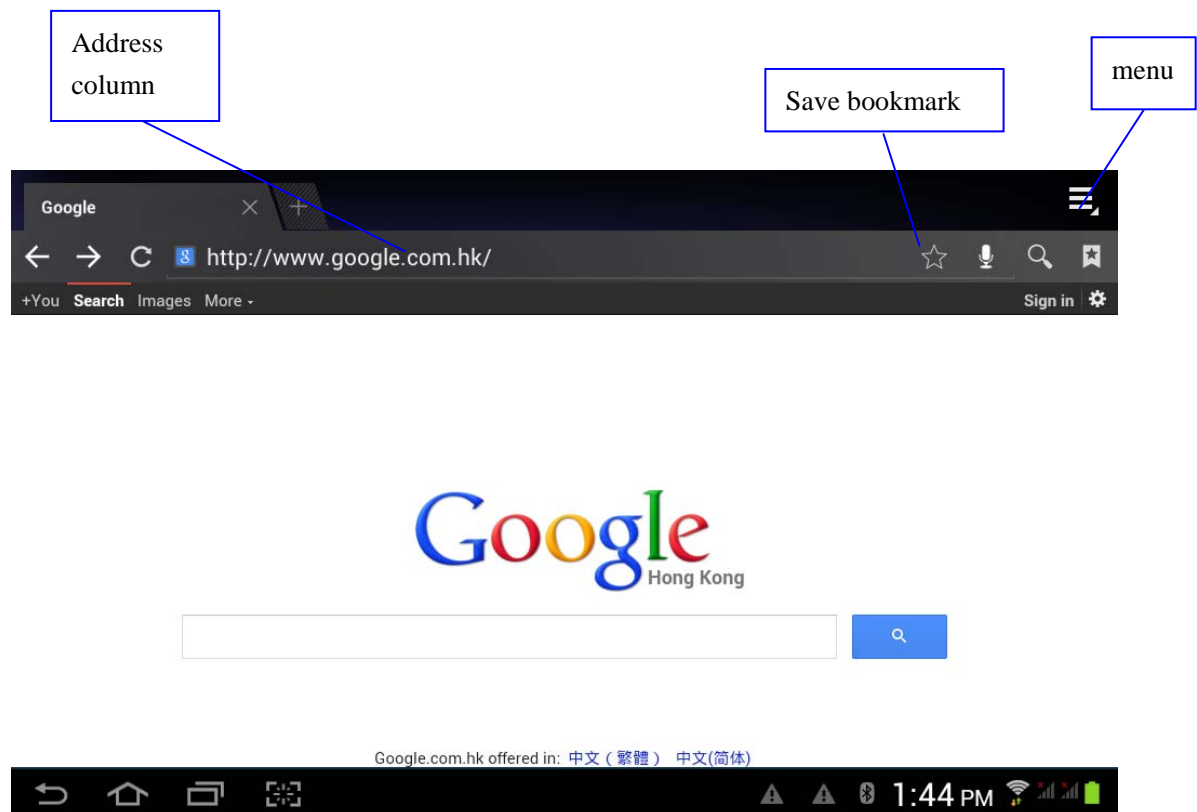 Address
column
Save bookmark
menu
Google
http://www.google.com.hk/
+You Search Images More
Sign in
Google
Hong Kong
Google.com.hk offered in: 中文（繁體） 中文(简体)
1:44 PM